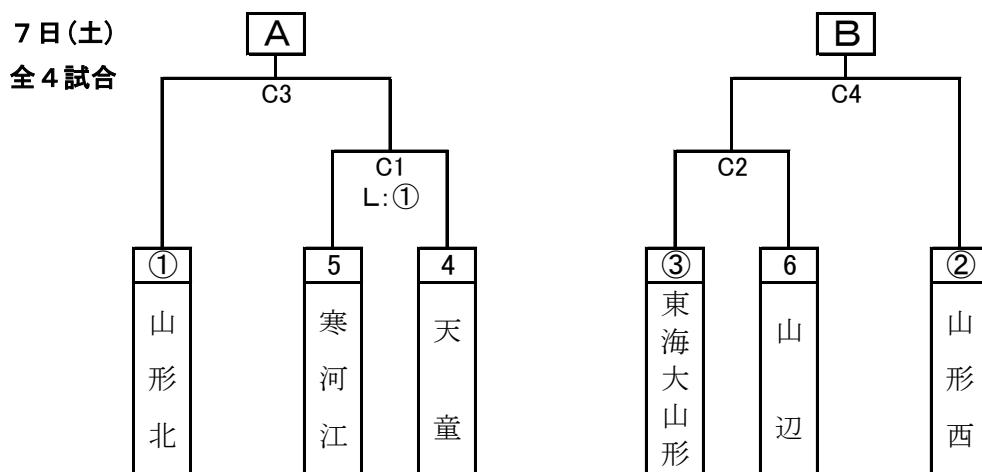 7日(土)
全4試合
A
B
C3
C4
C1
L:①
C2
①
5
4
③
6
②
山形北
寒河江
天童
東海大山形
山辺
山形西